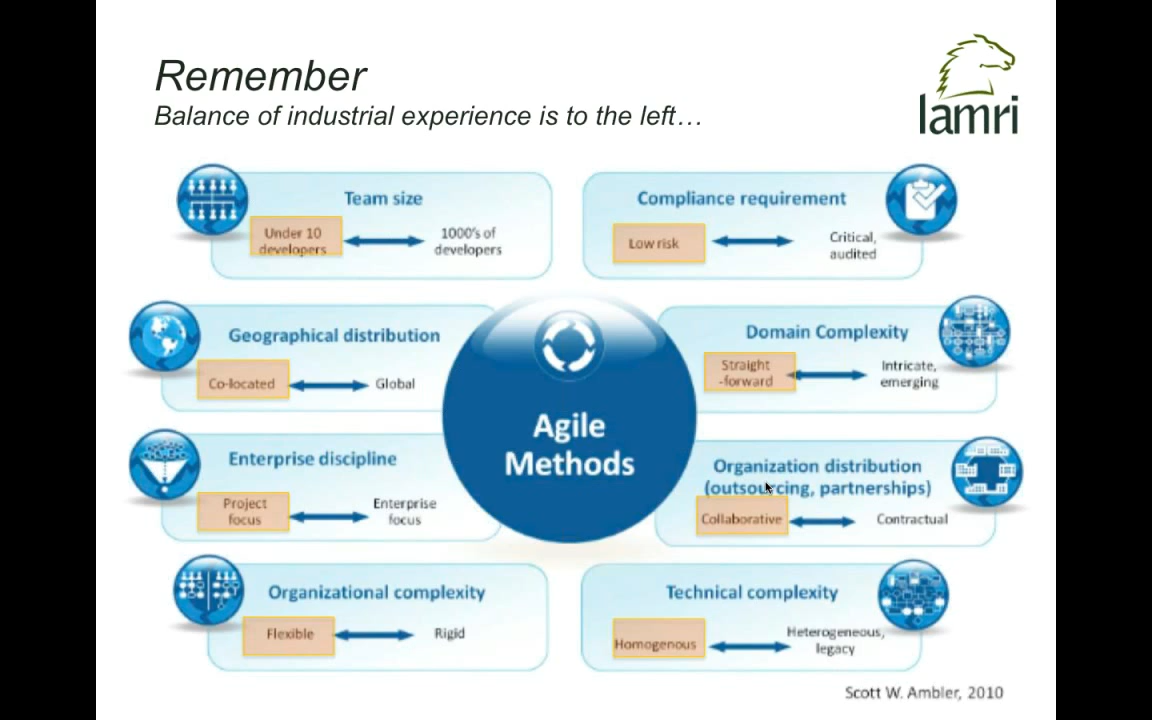 Remember
Balance of industrial experience is to the left…
lamri
Team size
Under 10
developers
1000's of
developers
Compliance requirement
Low risk
Critical,
audited
Geographical distribution
Co-located
Global
Domain Complexity
Straight
-forward
Intricate,
emerging
Agile
Methods
Enterprise discipline
Project
focus
Enterprise
focus
Organization distribution
(outsourcing, partnerships)
Collaborative
Contractual
Organizational complexity
Flexible
Rigid
Technical complexity
Homogenous
Heterogeneous,
legacy
Scott W. Ambler, 2010